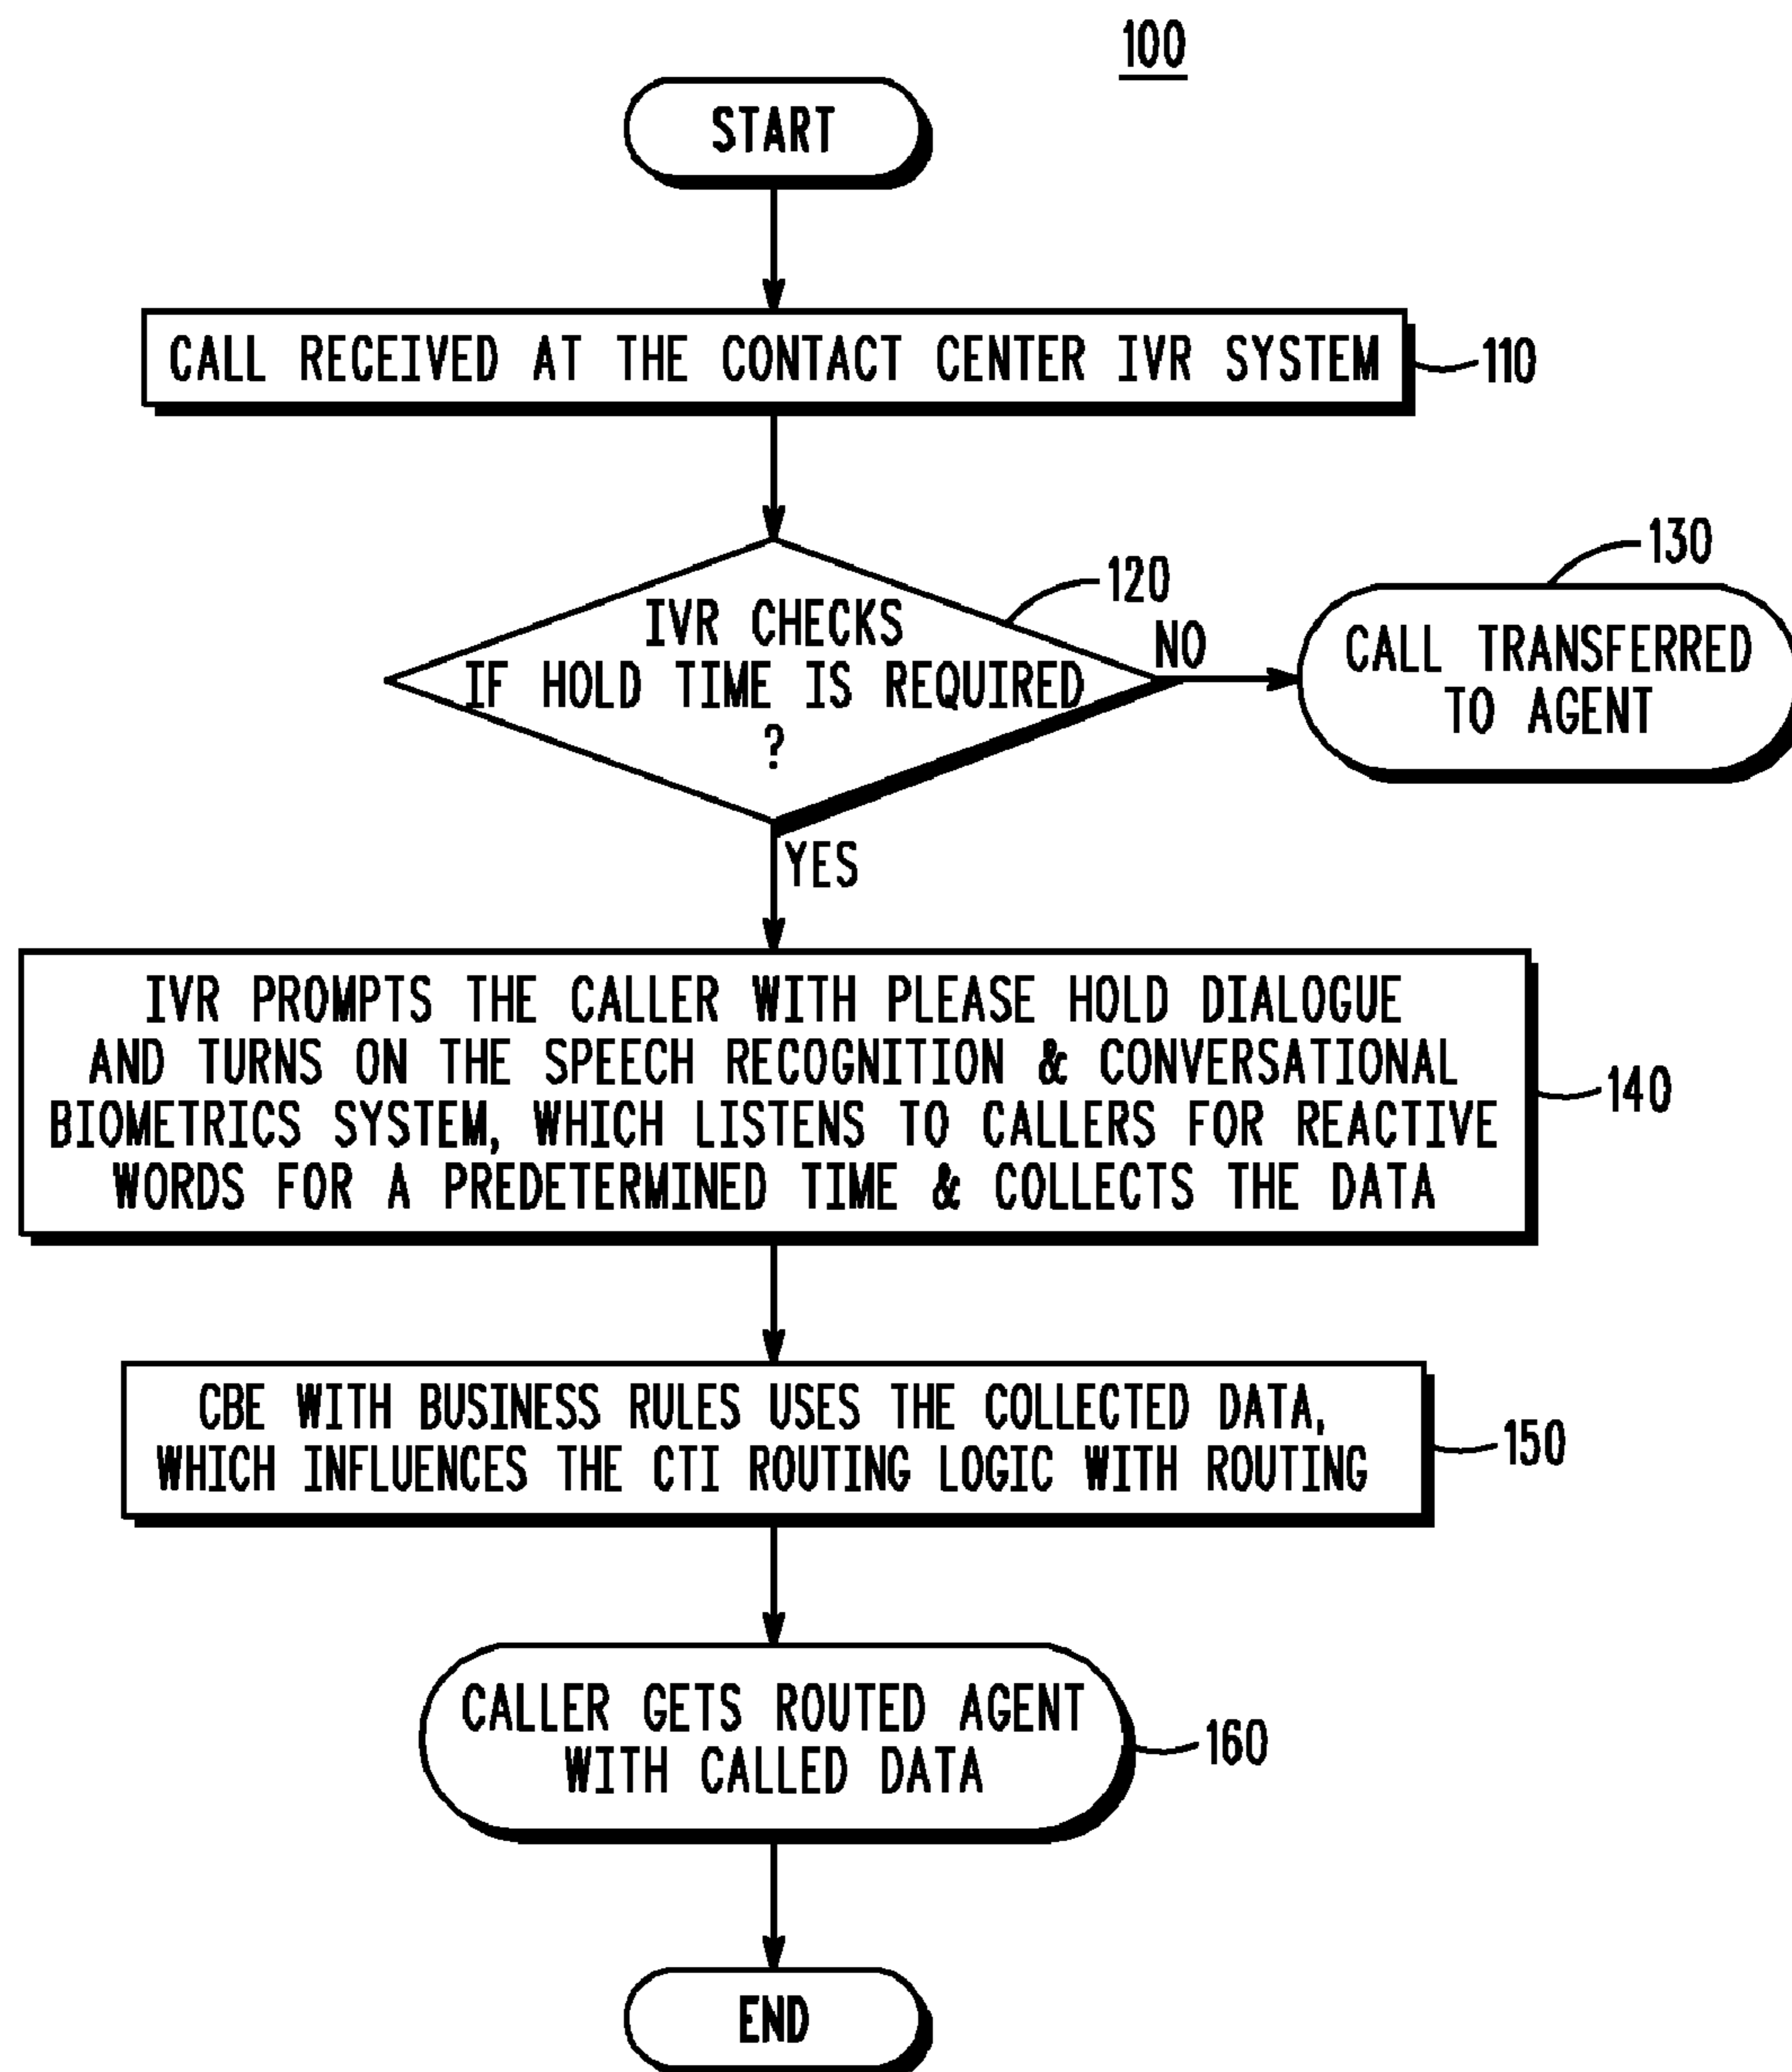 100
START
CALL RECEIVED AT THE CONTACT CENTER IVR SYSTEM
110
120
130
IVR CHECKS
IF HOLD TIME IS REQUIRED
?
NO
CALL TRANSFERRED
TO AGENT
YES
IVR PROMPTS THE CALLER WITH PLEASE HOLD DIALOGUE
AND TURNS ON THE SPEECH RECOGNITION & CONVERSATIONAL
BIOMETRICS SYSTEM, WHICH LISTENS TO CALLERS FOR REACTIVE
WORDS FOR A PREDETERMINED TIME & COLLECTS THE DATA
140
CBE WITH BUSINESS RULES USES THE COLLECTED DATA,
WHICH INFLUENCES THE CTI ROUTING LOGIC WITH ROUTING
150
CALLER GETS ROUTED AGENT
WITH CALLED DATA
160
END